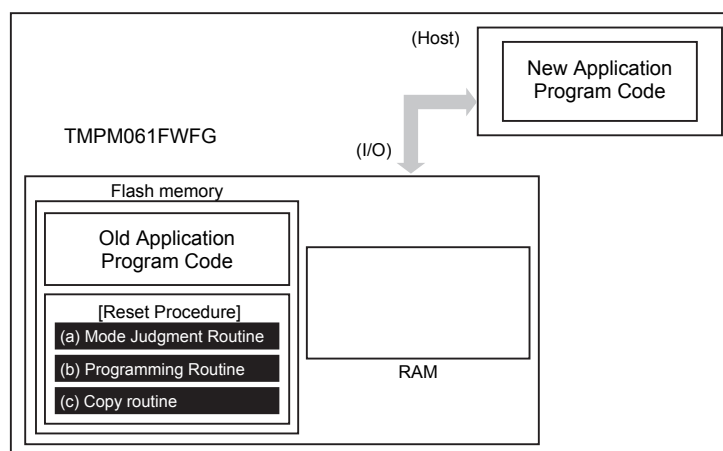 (Host)
New Application
Program Code
TMPM061FWFG
(I/O)
Flash memory
Old Application
Program Code
[Reset Procedure]
(a) Mode Judgment Routine
(b) Programming Routine
(c) Copy routine
RAM